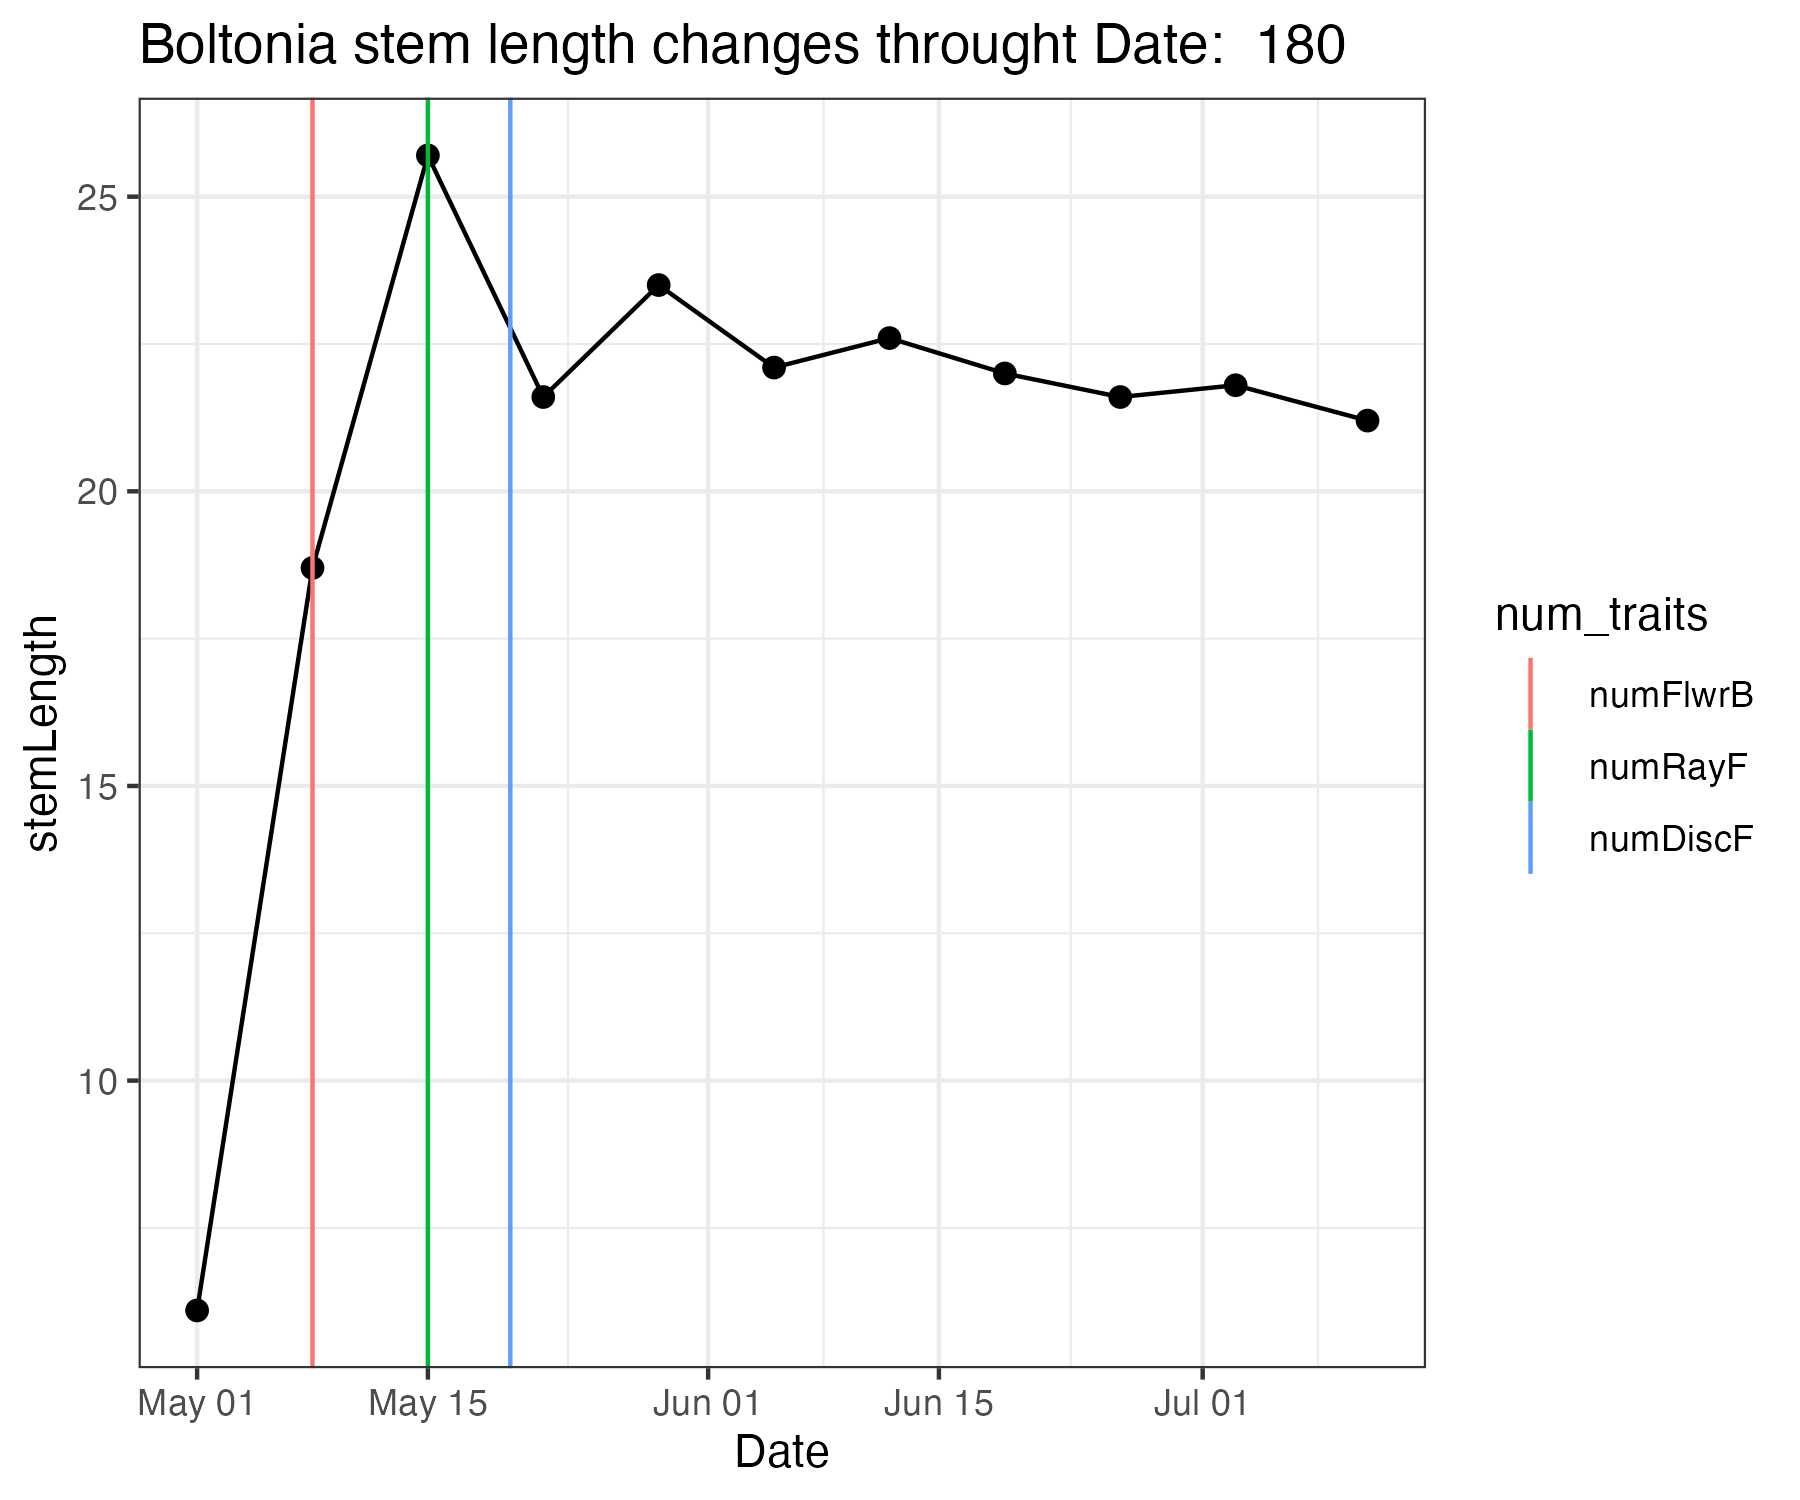 Boltonia stem length changes throught Date:  180
stemLength
25
20
15
10
May 01
May 15
Jun 01
Jun 15
Jul 01
Date
num_traits
numFlwrB
numRayF
numDiscF